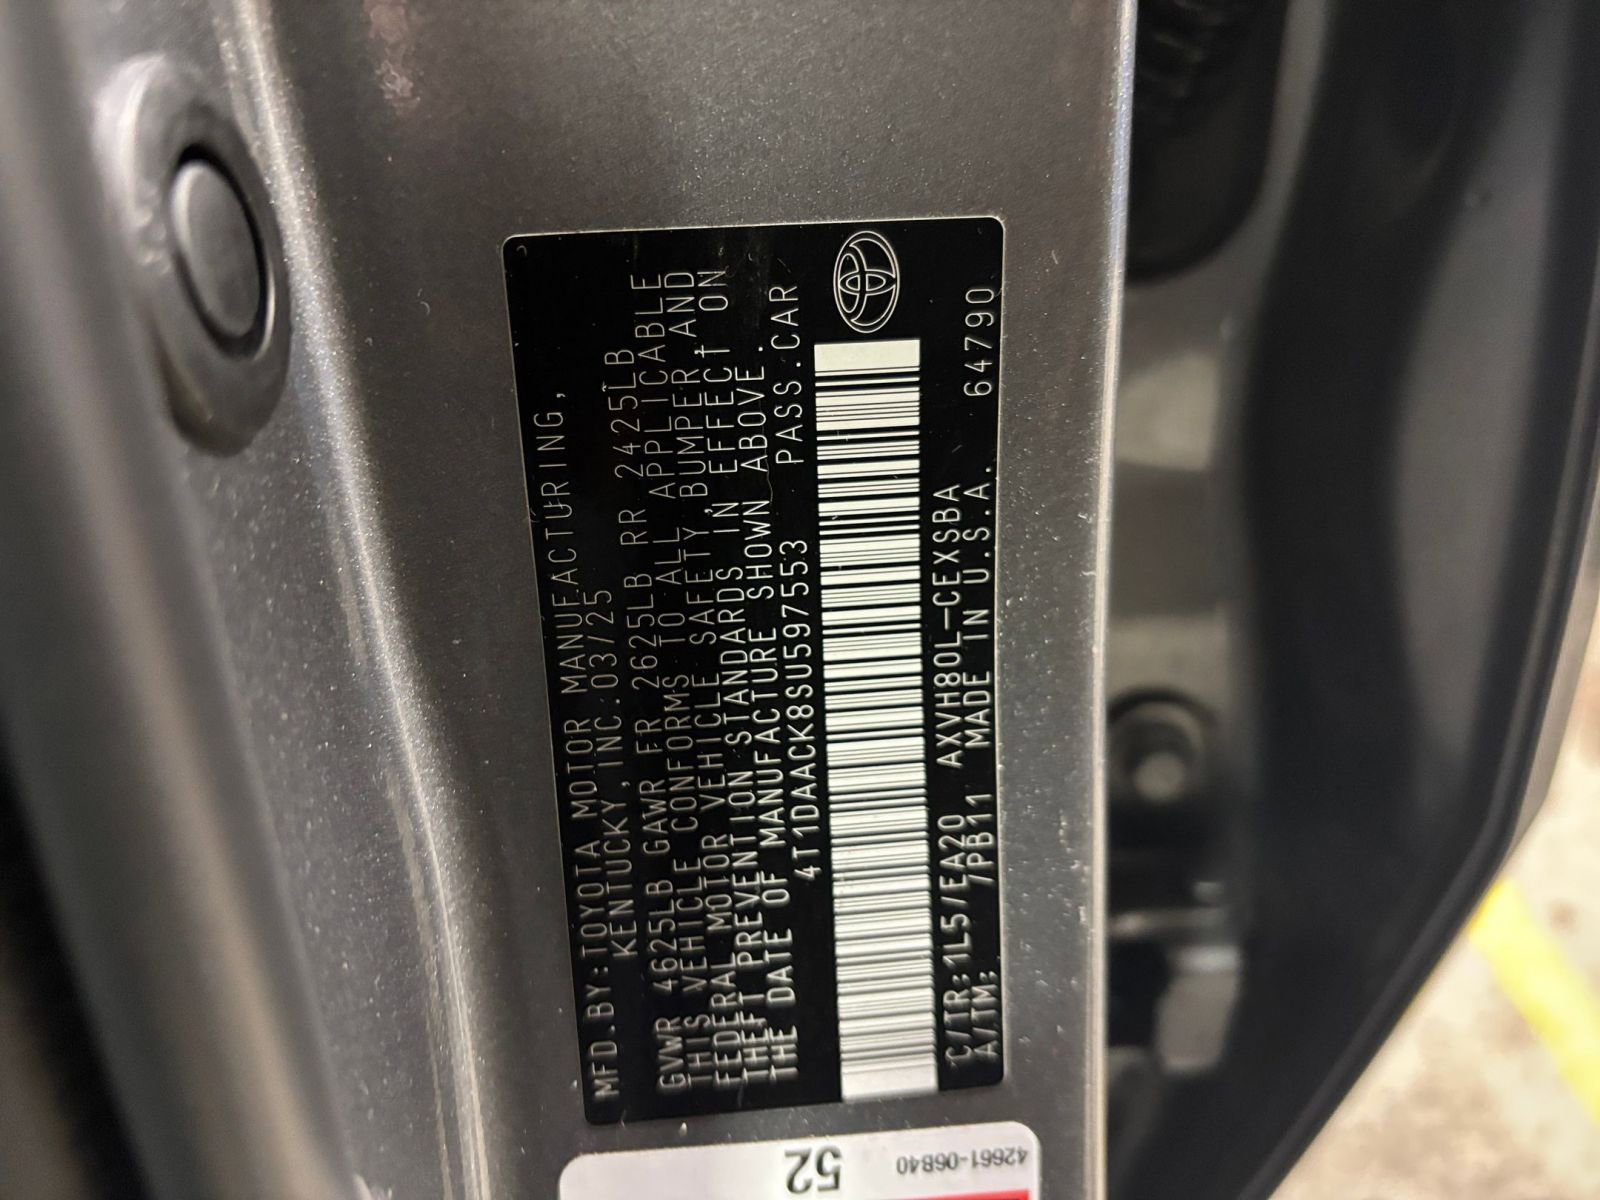 MFD.BY:TOYOTA MOTOR MANUFACTURING,
KENTUCKY, INC.03/25
GVWR 4625LB GAWR FR 2625LB RR 2425LB
THIS VEHICLE CONFORMS TO ALL APPLICABLE
FEDERAL MOTOR VEHICLE SAFETY,BUMPER,AND
THEFT PREVENTION STANDARDS IN EFFECT ON
THE DATE OF MANUFACTURE SHOWN ABOVE.
4T1DAACK8SU597553 PASS.CAR
C/TR:1L5/EA20 AXVH80L-CEXSBA
A/TM: 7PB11 MADE IN U.S.A. 64790
52
42661-06B40